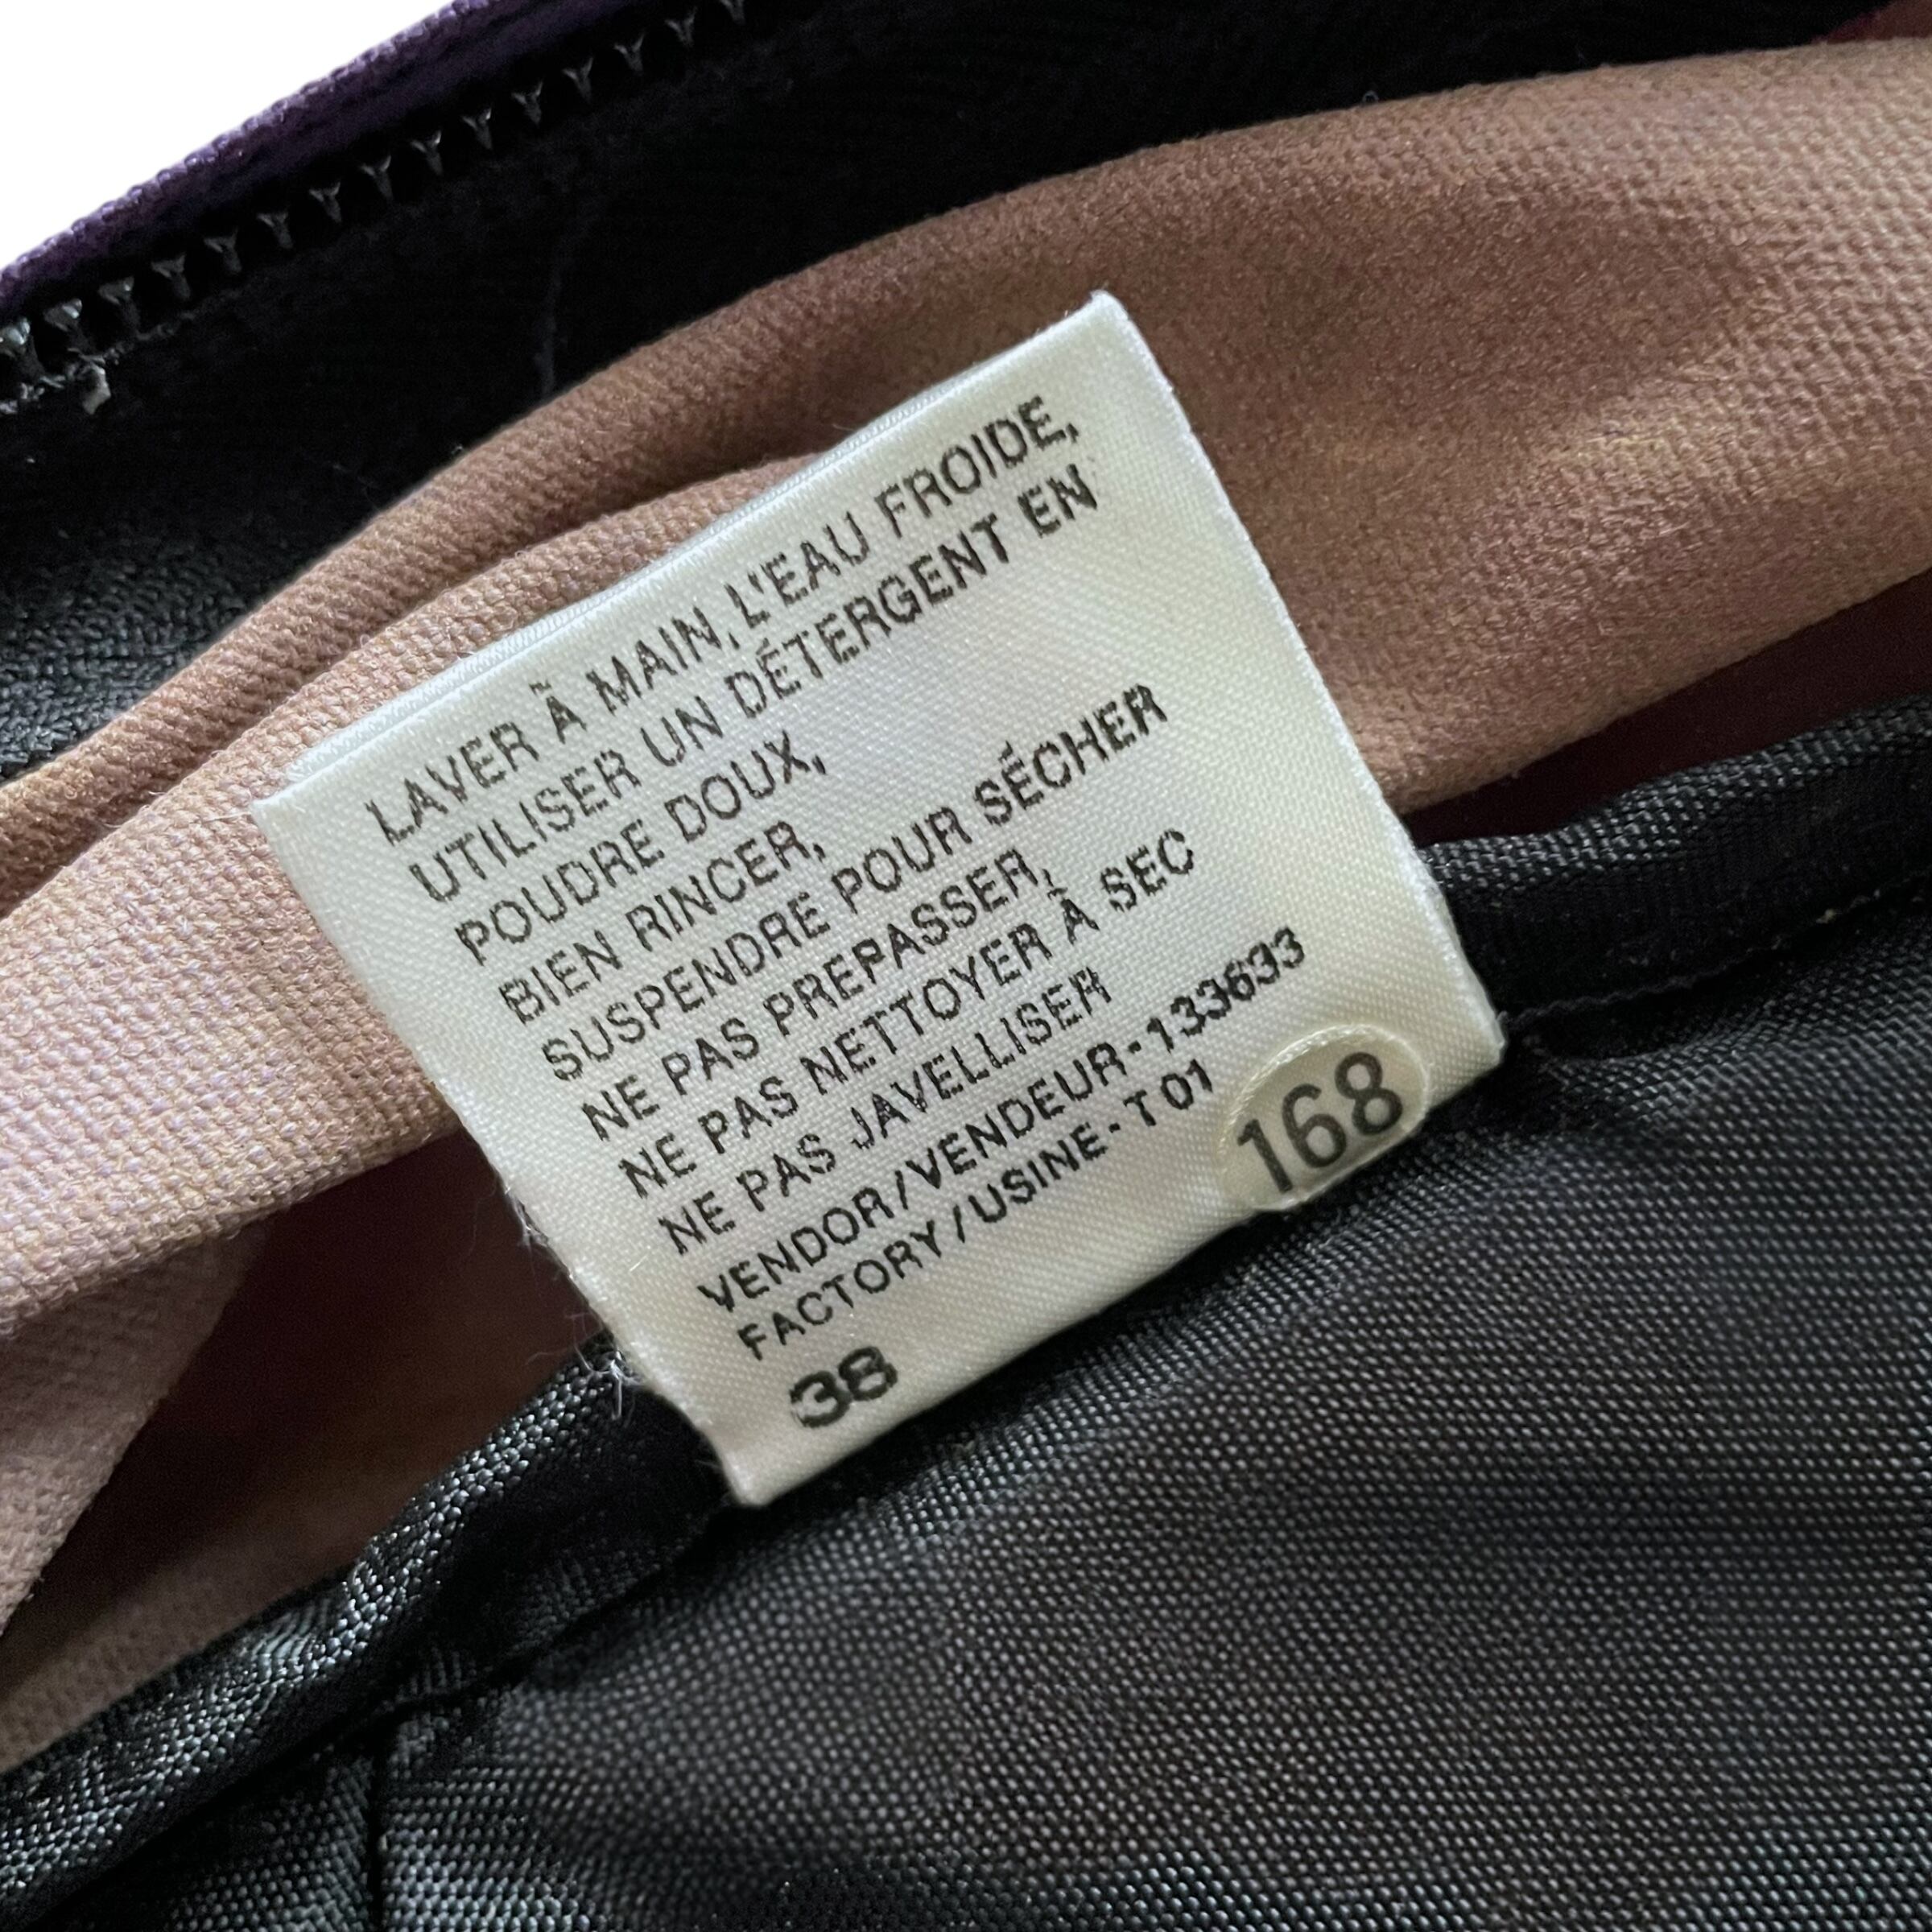 LAVER Ã MAIN, L'EAU FROIDE,
UTILISER UN DÉTERGENT EN
POUDRE DOUX,
BIEN RINCER,
SUSPENDRE POUR SÉCHER
NE PAS PREPASSER,
NE PAS NETTOYER Ã SEC
NE PAS JAVELLISER
VENDOR/VENDEUR-133633
FACTORY/USINE-T01
168
38